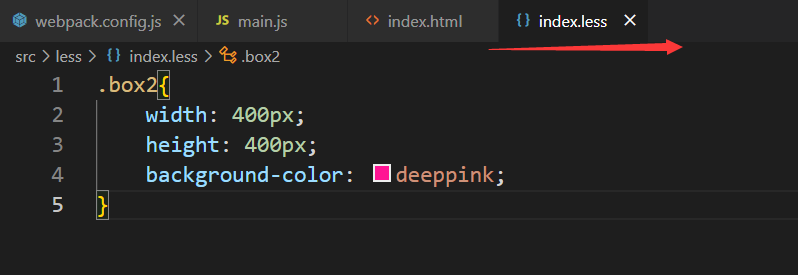 webpack.config.js
JS main.js
<> index.html
{} index.less
src > less > {} index.less > .box2
1 .box2{
2 width: 400px;
3 height: 400px;
4 background-color: deeppink;
5 }